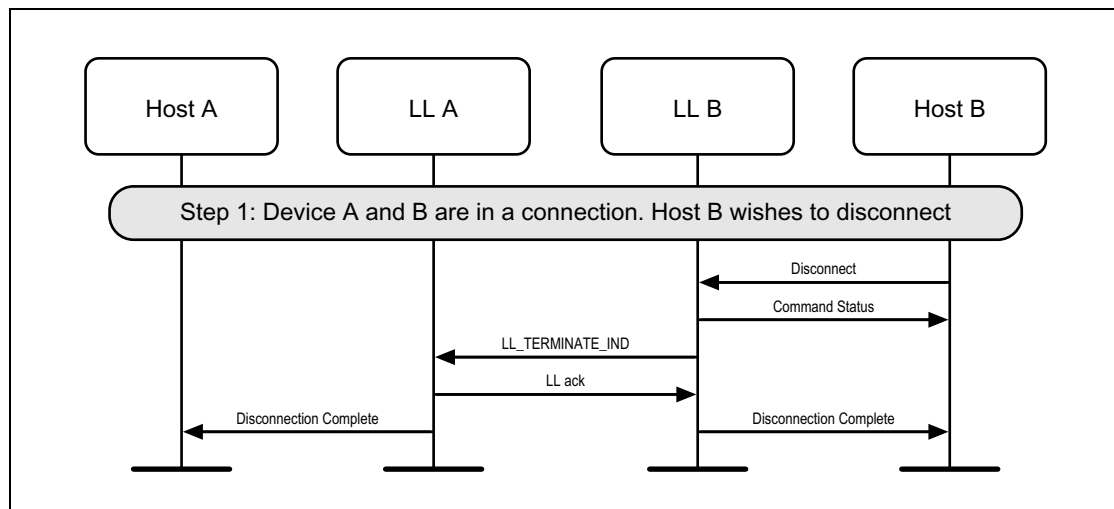 Host A
LL A
LL B
Host B
Step 1: Device A and B are in a connection. Host B wishes to disconnect
Disconnect
Command Status
LL_TERMINATE_IND
LL ack
Disconnection Complete
Disconnection Complete